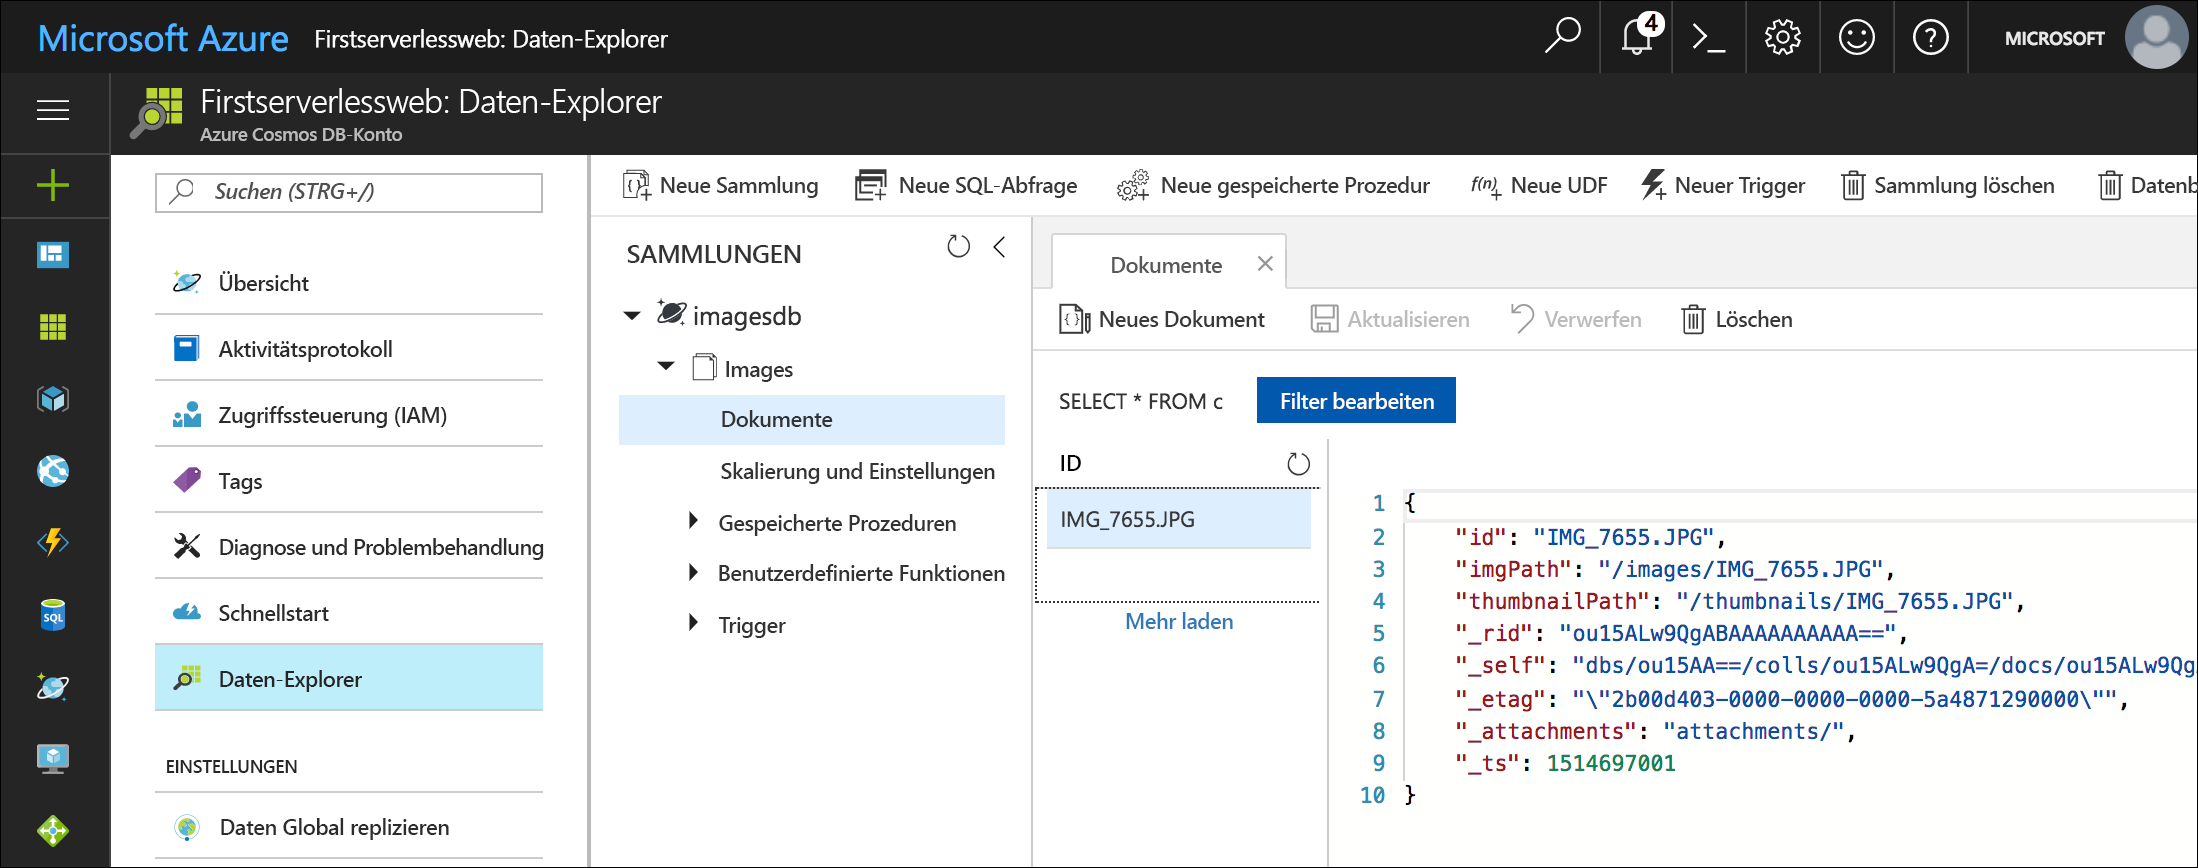 Microsoft Azure Firstserverlessweb: Daten-Explorer 4 MICROSOFT
Firstserverlessweb: Daten-Explorer
Azure Cosmos DB-Konto
Suchen (STRG+/)
Übersicht
Aktivitätsprotokoll
Zugriffssteuerung (IAM)
Tags
Diagnose und Problembehandlung
Schnellstart
Daten-Explorer
EINSTELLUNGEN
Daten Global replizieren
SQL
Neue Sammlung Neue SQL-Abfrage Neue gespeicherte Prozedur f(n) Neue UDF Neuer Trigger Sammlung löschen Datenb
SAMMLUNGEN
imagesdb
Images
Dokumente
Skalierung und Einstellungen
Gespeicherte Prozeduren
Benutzerdefinierte Funktionen
Trigger
Dokumente
Neues Dokument Aktualisieren Verwerfen Löschen
SELECT * FROM c Filter bearbeiten
ID
IMG_7655.JPG
Mehr laden
1 {
2 "id": "IMG_7655.JPG",
3 "imgPath": "/images/IMG_7655.JPG",
4 "thumbnailPath": "/thumbnails/IMG_7655.JPG",
5 "_rid": "ou15ALw9QgABAAAAAAAAAA==",
6 "_self": "dbs/ou15AA==/colls/ou15ALw9QgA=/docs/ou15ALw9Qg
7 "_etag": "\"2b00d403-0000-0000-0000-5a4871290000\"",
8 "_attachments": "attachments/",
9 "_ts": 1514697001
10 }